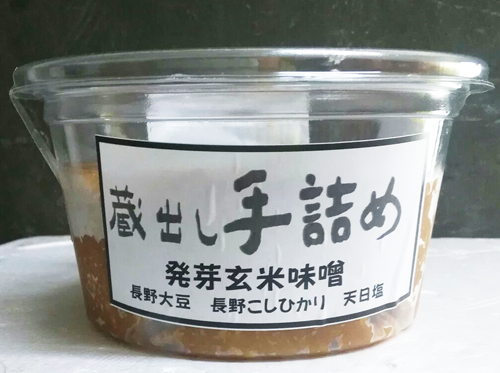 蔵出し手詰め
発芽玄米味噌
長野大豆 長野こしひかり 天日塩